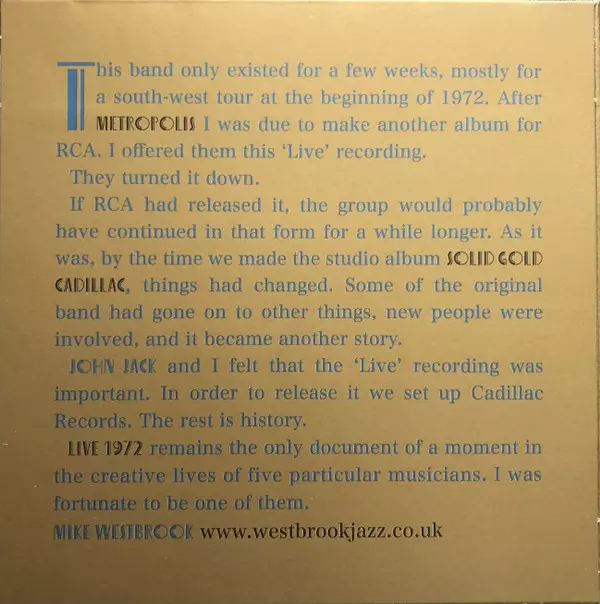 This band only existed for a few weeks, mostly for
a south-west tour at the beginning of 1972. After
METROPOLIS I was due to make another album for
RCA. I offered them this ‘Live’ recording.
They turned it down.
If RCA had released it, the group would probably
have continued in that form for a while longer. As it
was, by the time we made the studio album SOLID GOLD
CADILLAC, things had changed. Some of the original
band had gone on to other things, new people were
involved, and it became another story.
JOHN JACK and I felt that the ‘Live’ recording was
important. In order to release it we set up Cadillac
Records. The rest is history.
LIVE 1972 remains the only document of a moment in
the creative lives of five particular musicians. I was
fortunate to be one of them.
MIKE WESTBROOK www.westbrookjazz.co.uk